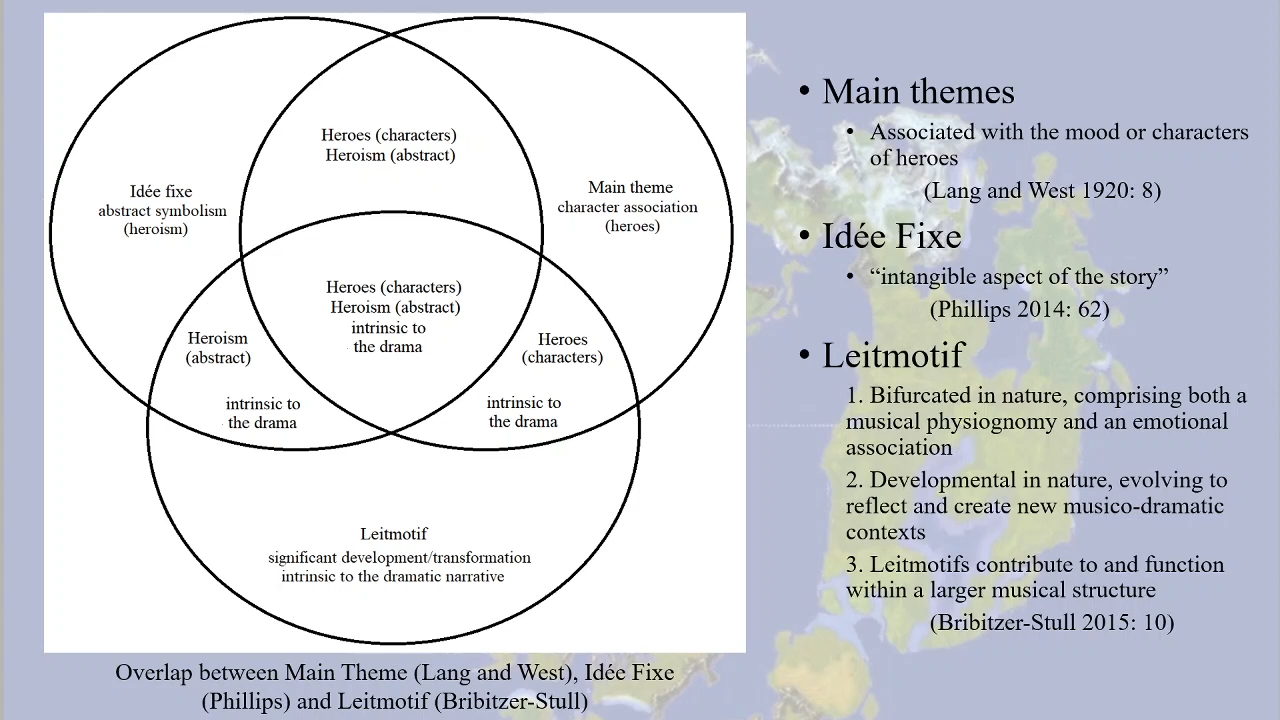 Heroes (characters)
Heroism (abstract)
Idée fixe
abstract symbolism
(heroism)
Main theme
character association
(heroes)
Heroes (characters)
Heroism (abstract)
intrinsic to
the drama
Heroism
(abstract)
intrinsic to
the drama
Heroes
(characters)
intrinsic to
the drama
Leitmotif
significant development/transformation
intrinsic to the dramatic narrative
Overlap between Main Theme (Lang and West), Idée Fixe
(Phillips) and Leitmotif (Bribitzer-Stull)
• Main themes
• Associated with the mood or characters
of heroes
(Lang and West 1920: 8)
• Idée Fixe
• “intangible aspect of the story”
(Phillips 2014: 62)
• Leitmotif
1. Bifurcated in nature, comprising both a
musical physiognomy and an emotional
association
2. Developmental in nature, evolving to
reflect and create new musico-dramatic
contexts
3. Leitmotifs contribute to and function
within a larger musical structure
(Bribitzer-Stull 2015: 10)